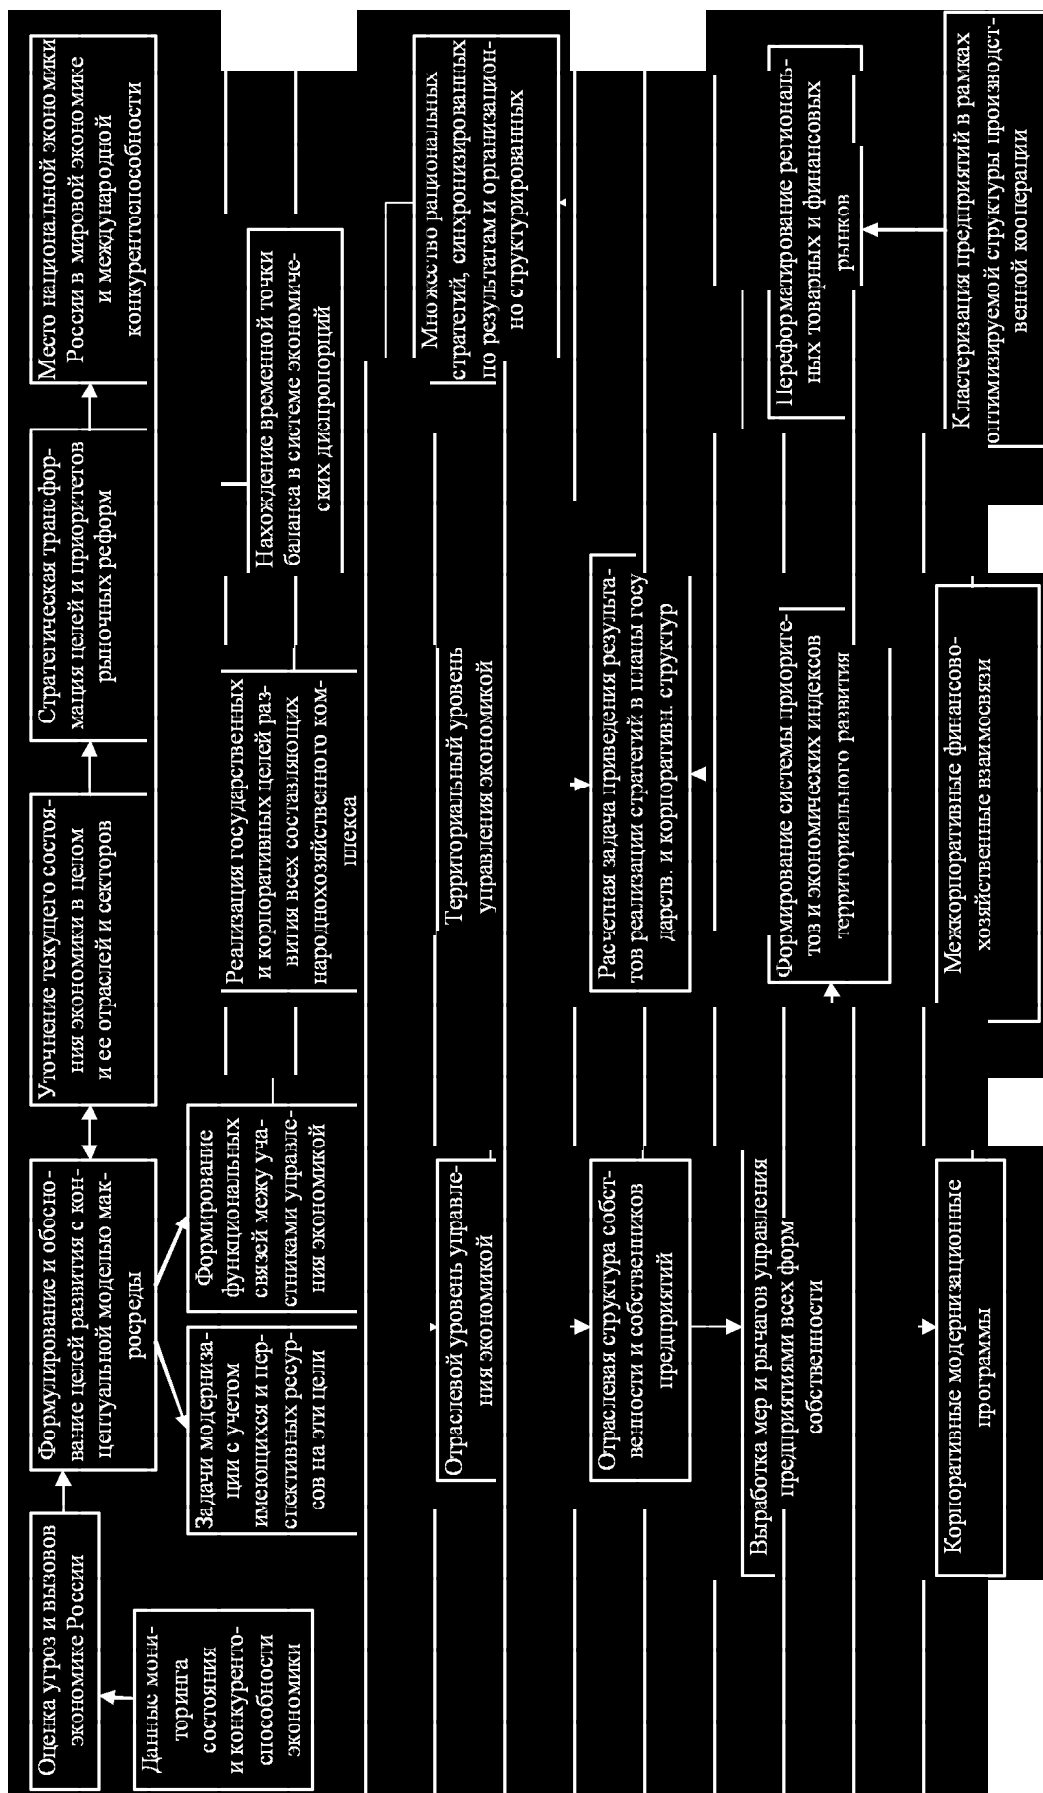 Оценка угроз и вызовов
экономике России
Данные мони-
торинга
состояния
и конкуренто-
способности
экономики
Формулирование и обосно-
вание целей развития с кон-
цептуальной моделью мак-
росреды
Уточнение текущего состоя-
ния экономики в целом
и ее отраслей и секторов
Стратегическая трансфор-
мация целей и приоритетов
рыночных реформ
Место национальной экономики
России в мировой экономике
и международной
конкурентоспособности
Задачи модерниза-
ции с учетом
имеющихся и пер-
спективных ресур-
сов на эти цели
Формирование
функциональных
связей межу уча-
стниками управле-
ния экономикой
Реализация государственных
и корпоративных целей раз-
вития всех составляющих
народнохозяйственного ком-
плекса
Нахождение временной точки
баланса в системе экономиче-
ских диспропорций
Отраслевой уровень управле-
ния экономикой
Территориальный уровень
управления экономикой
Множество рациональных
стратегий, синхронизированных
по результатам и организацион-
но структурированных
Отраслевая структура собст-
венности и собственников
предприятий
Расчетная задача приведения результа-
тов реализации стратегий в планы госу
дарств. и корпоративн. структур
Выработка мер и рычагов управления
предприятиями всех форм
собственности
Формирование системы приорите-
тов и экономических индексов
территориального развития
Переформатирование региональ-
ных товарных и финансовых
рынков
Корпоративные модернизационные
программы
Межкорпоративные финансово-
хозяйственные взаимосвязи
Кластеризация предприятий в рамках
оптимизируемой структуры производст-
венной кооперации